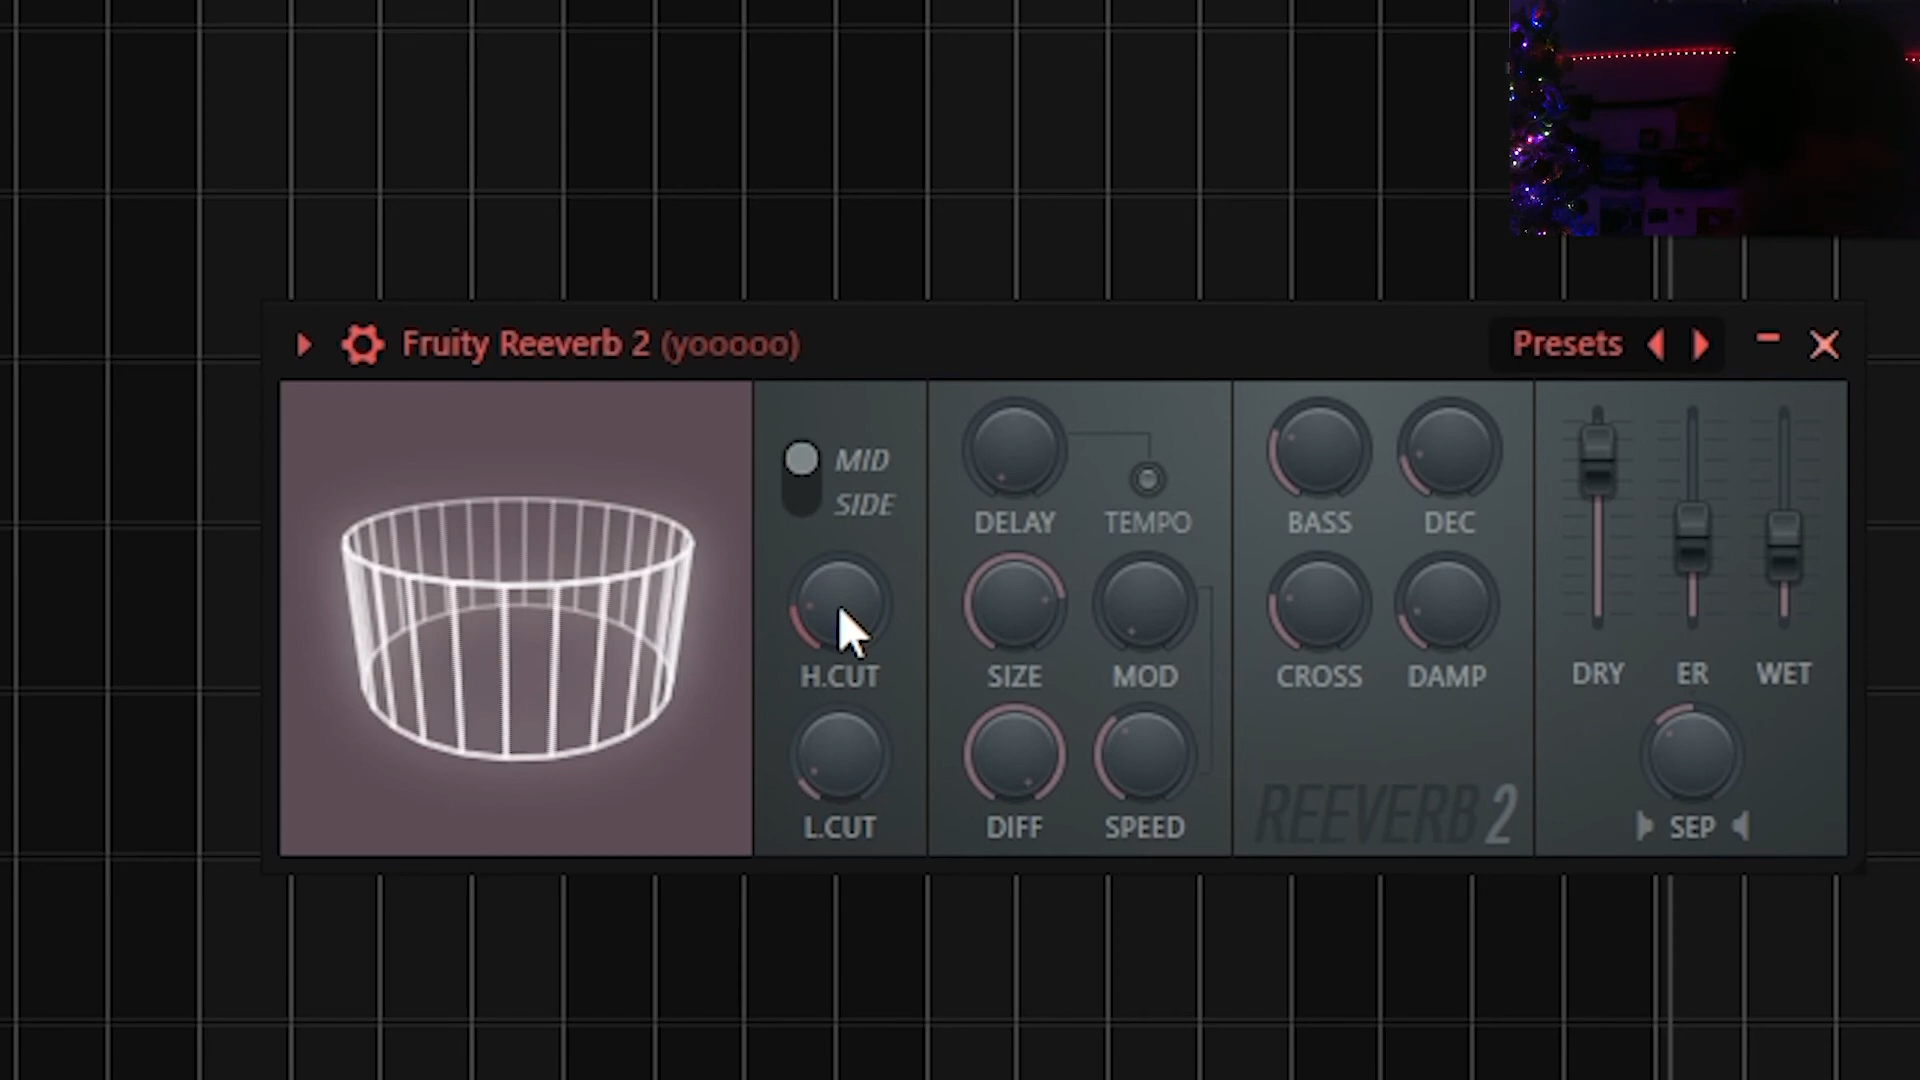 Fruity Reeverb 2 (yooooo)
Presets
MID
SIDE
H.CUT
L.CUT
DELAY
TEMPO
SIZE
MOD
DIFF
SPEED
BASS
DEC
CROSS
DAMP
REEVERB 2
DRY
ER
WET
SEP